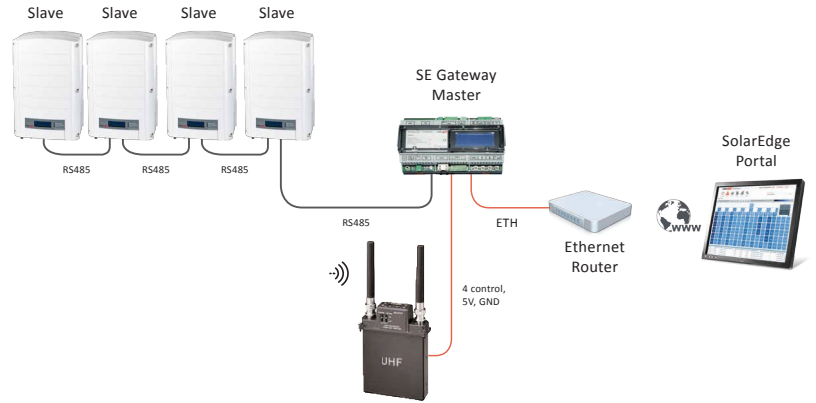 Slave
Slave
Slave
Slave
SE Gateway
Master
SolarEdge
Portal
RS485
RS485
RS485
RS485
ETH
www
Ethernet
Router
4 control,
5V, GND
UHF